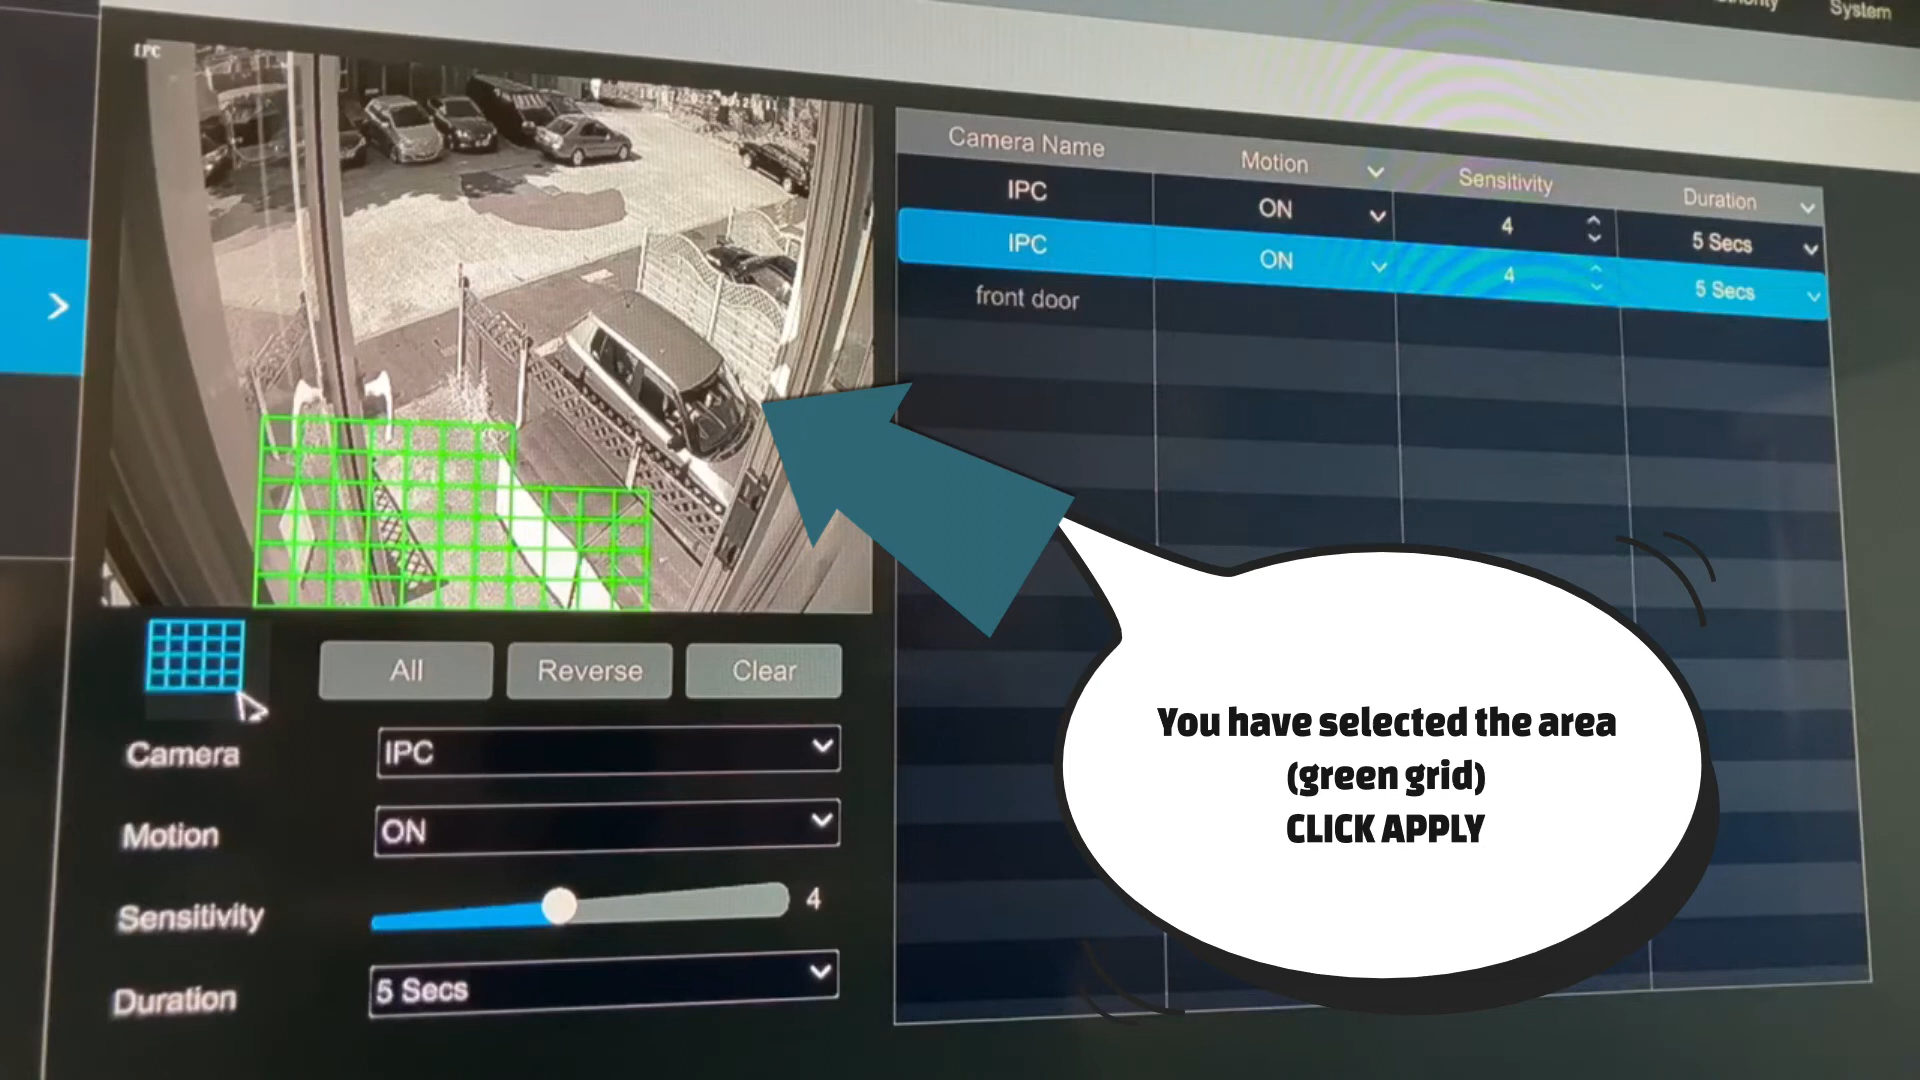 System
IPC
Camera Name Motion Sensitivity Duration
IPC ON 4 5 Secs
IPC ON 4 5 Secs
front door
All Reverse Clear
Camera IPC
Motion ON
Sensitivity 4
Duration 5 Secs
You have selected the area
(green grid)
CLICK APPLY